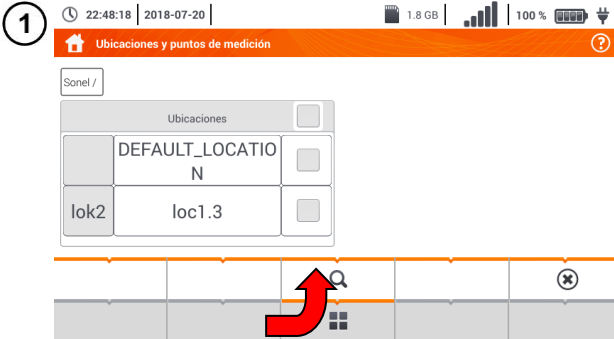 1
22:48:18 2018-07-20 1.8 GB 100 %
Ubicaciones y puntos de medición ?
Sonel /
Ubicaciones
DEFAULT_LOCATIO
N
lok2 loc1.3